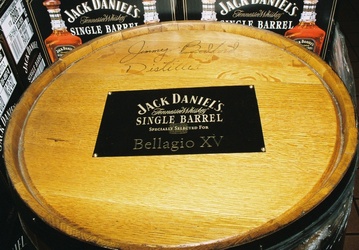 JACK DANIEL'S
Tennessee Whiskey
SINGLE BARREL
JACK DANIEL'S
Tennessee Whiskey
SINGLE BARREL
Distiller
JACK DANIEL'S
Tennessee Whiskey
SINGLE BARREL
SPECIALLY SELECTED FOR
Bellagio XV